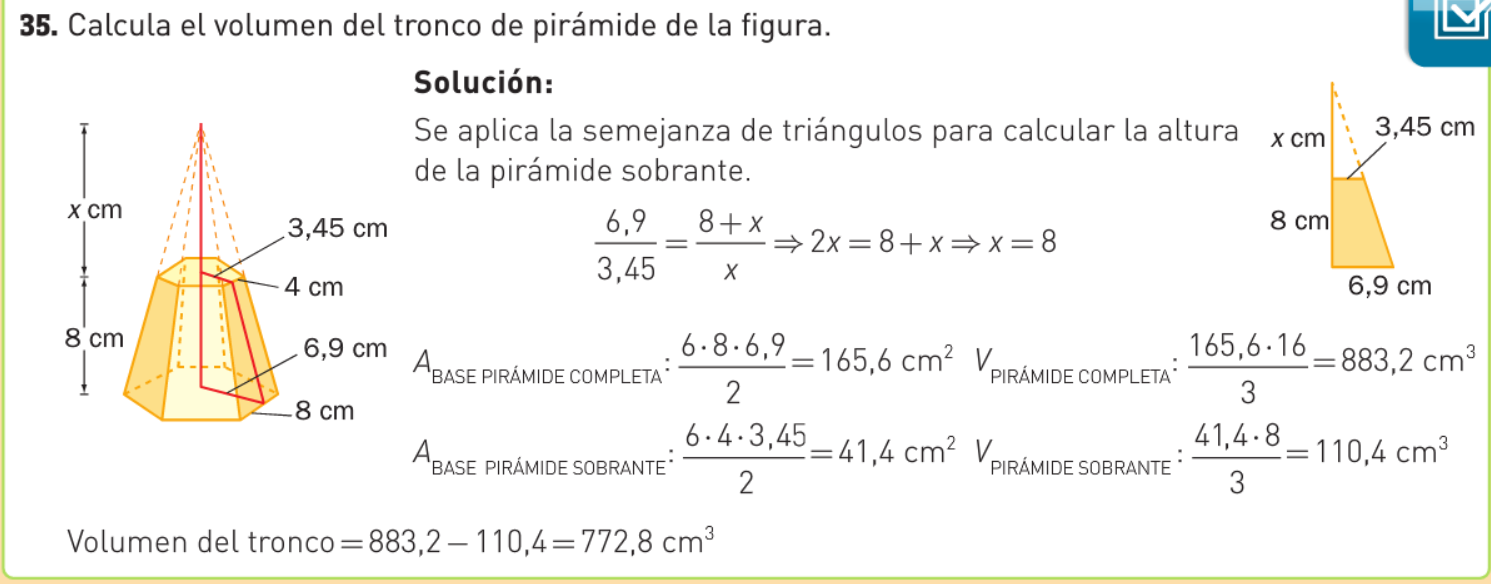 35. Calcula el volumen del tronco de pirámide de la figura.
Solución:
Se aplica la semejanza de triángulos para calcular la altura
de la pirámide sobrante.
6,9/3,45 = (8 + x)/x ⇒ 2x = 8 + x ⇒ x = 8
x cm
8 cm
3,45 cm
4 cm
6,9 cm
8 cm
x cm
3,45 cm
8 cm
6,9 cm
A BASE PIRÁMIDE COMPLETA: (6·8·6,9)/2 = 165,6 cm² V PIRÁMIDE COMPLETA: (165,6·16)/3 = 883,2 cm³
A BASE PIRÁMIDE SOBRANTE: (6·4·3,45)/2 = 41,4 cm² V PIRÁMIDE SOBRANTE: (41,4·8)/3 = 110,4 cm³
Volumen del tronco = 883,2 – 110,4 = 772,8 cm³